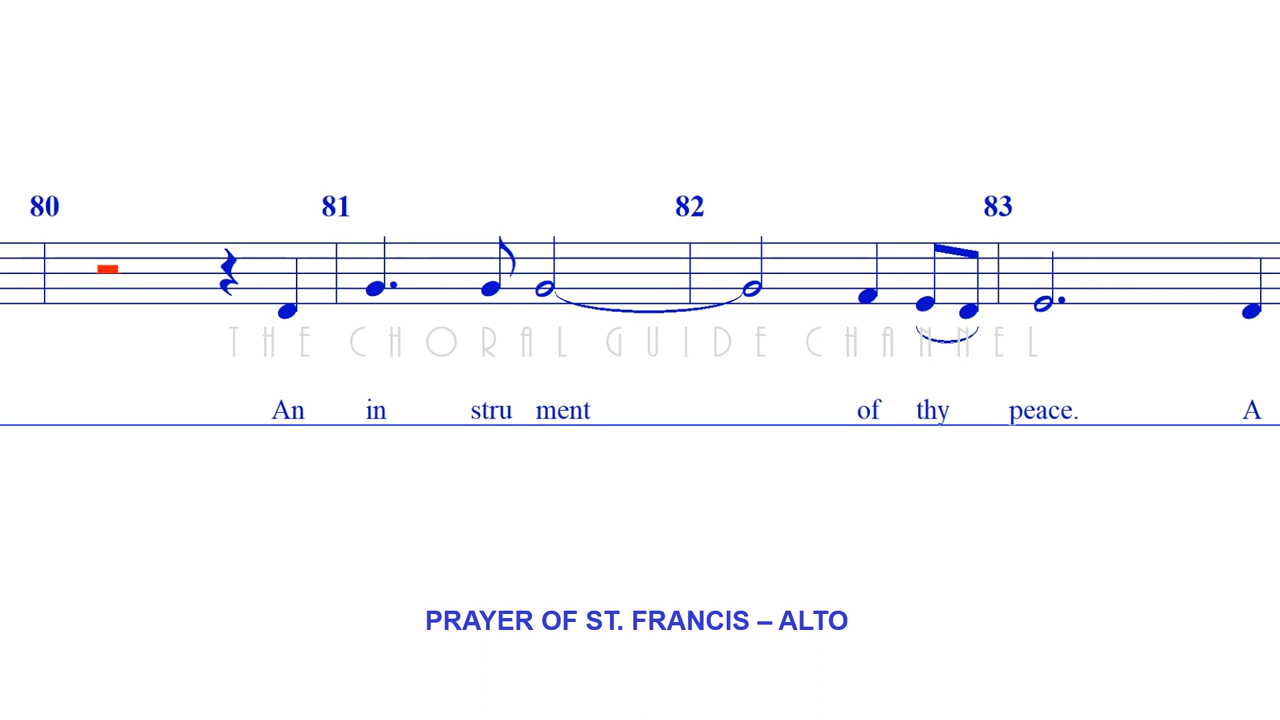 80 81 82 83
THE CHORAL GUIDE CHANNEL
An in stru ment of thy peace. A
PRAYER OF ST. FRANCIS – ALTO